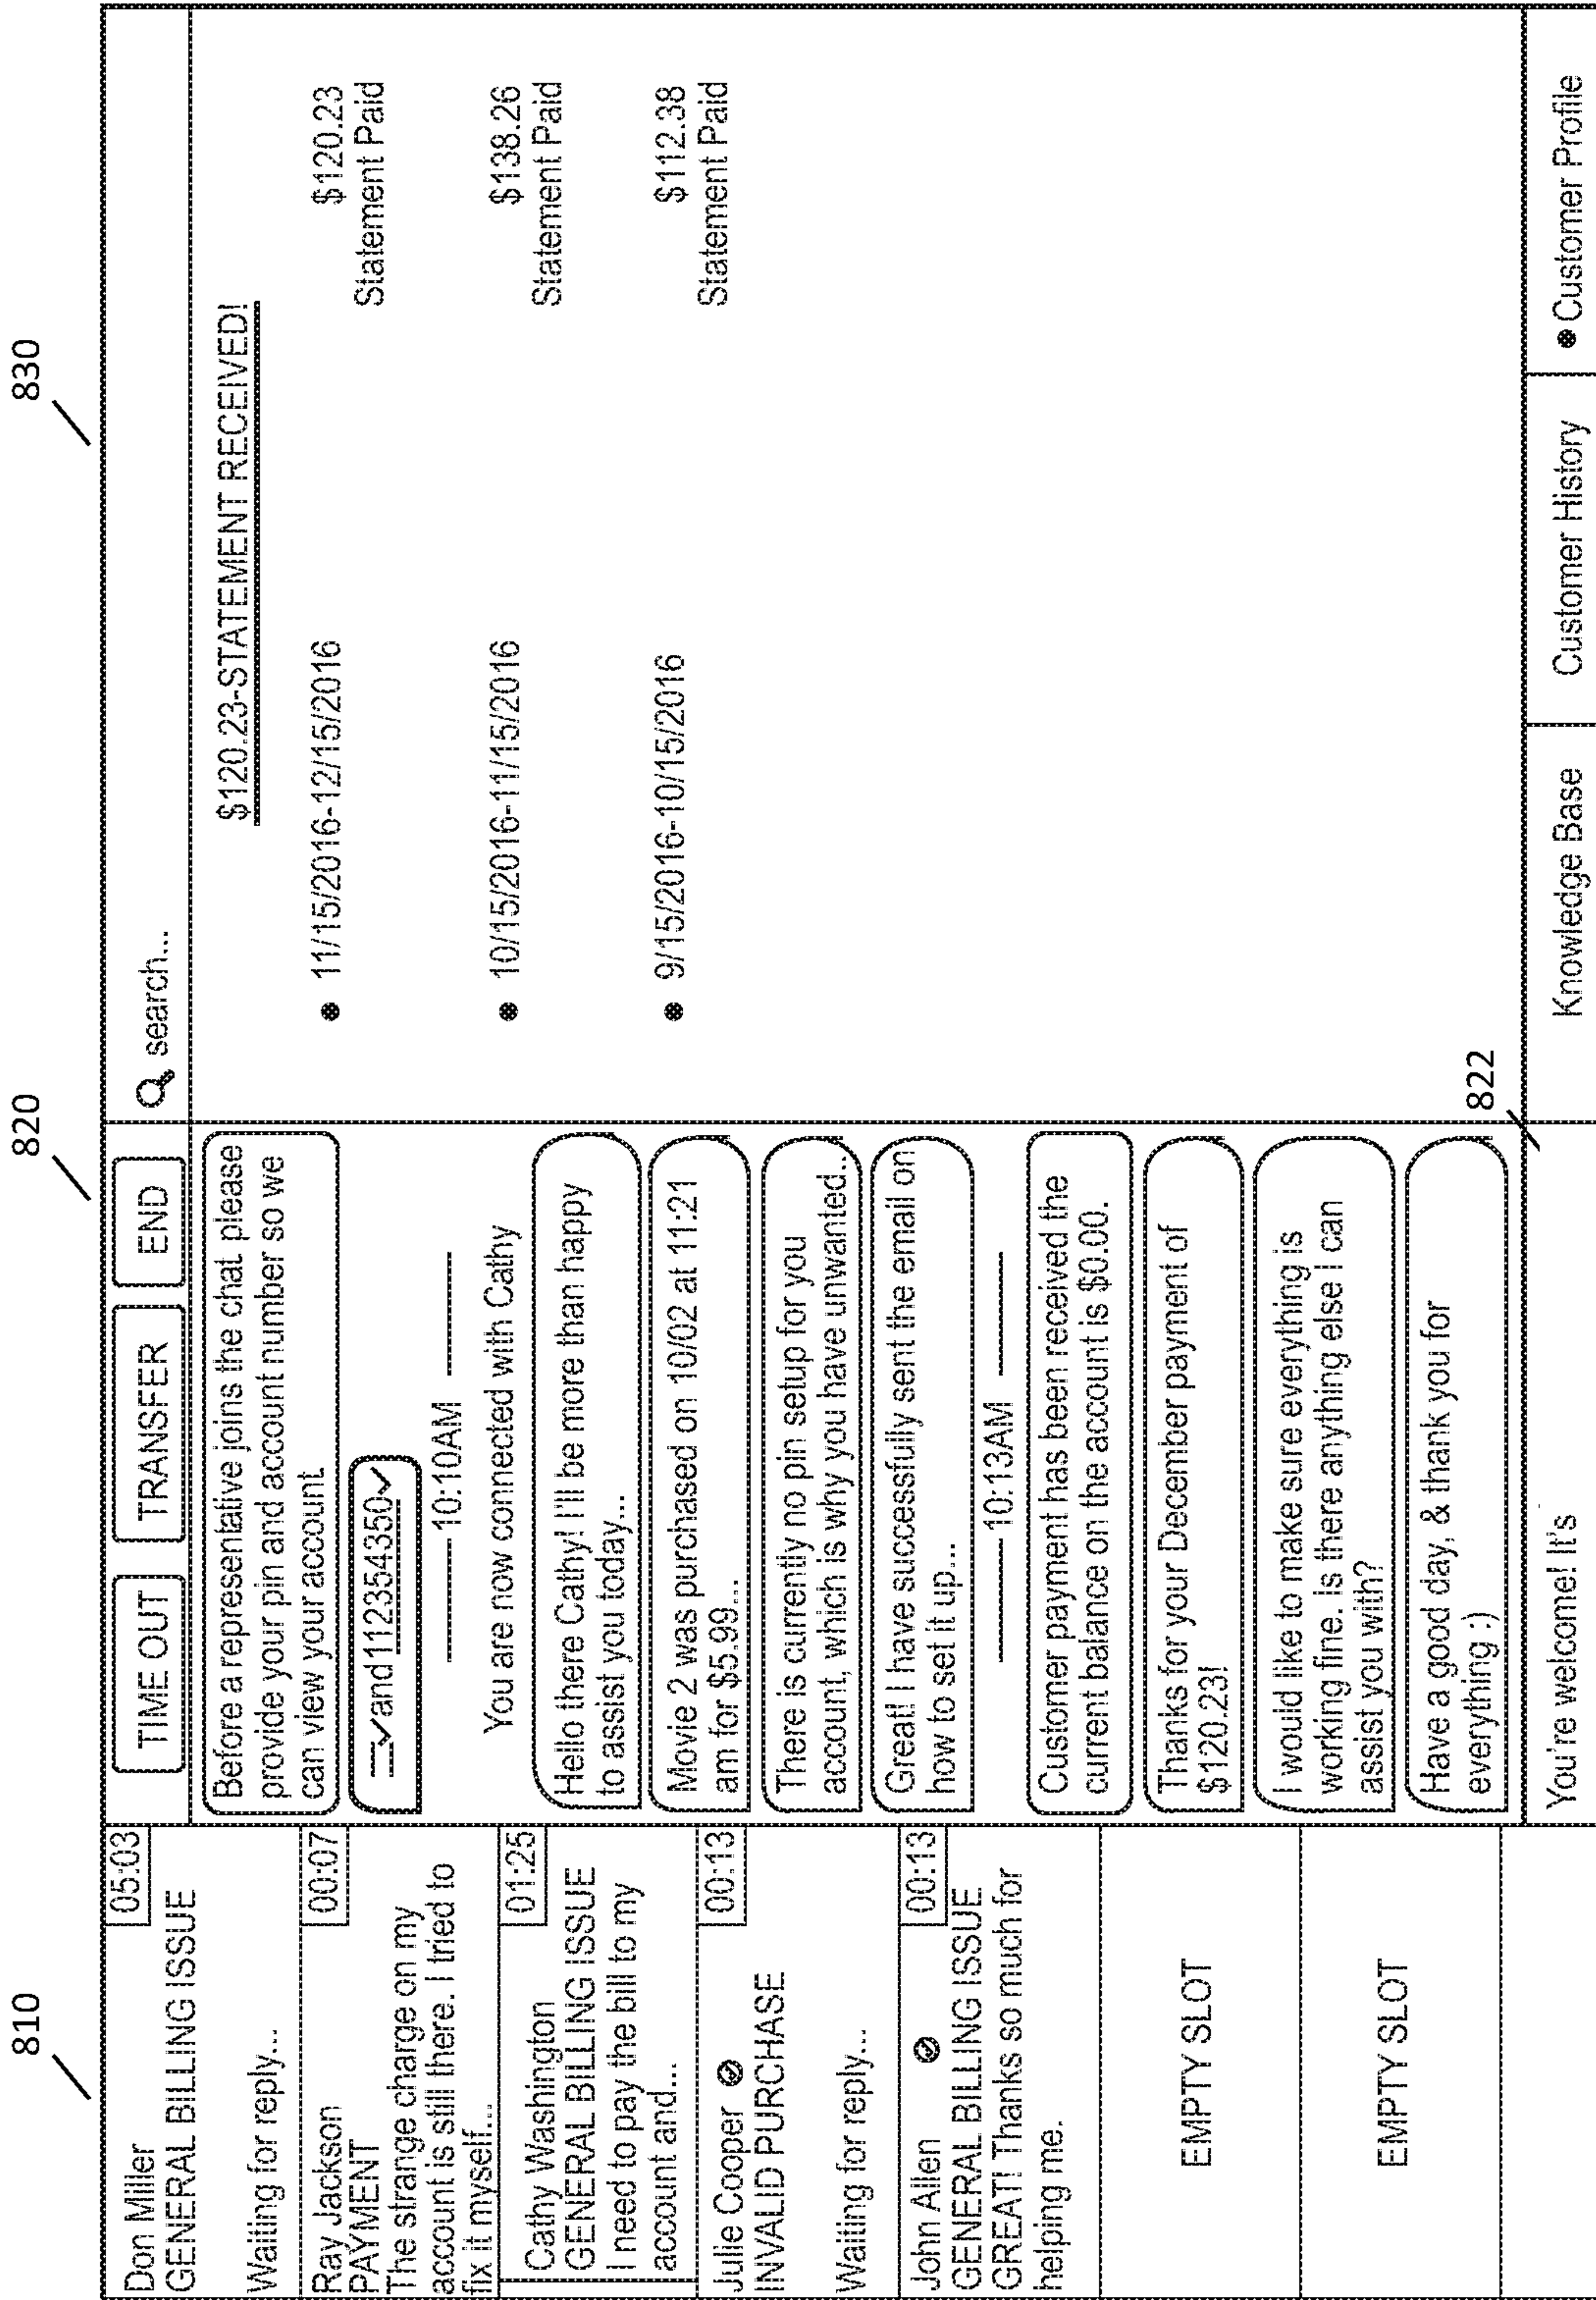 810
820
830
Don Miller
05:03
GENERAL BILLING ISSUE
Waiting for reply...
Ray Jackson
00:07
PAYMENT
The strange charge on my
account is still there. I tried to
fix it myself...
Cathy Washington
01:25
GENERAL BILLING ISSUE
I need to pay the bill to my
account and...
Julie Cooper
00:13
INVALID PURCHASE
Waiting for reply...
John Allen
00:13
GENERAL BILLING ISSUE
GREAT! Thanks so much for
helping me.
EMPTY SLOT
EMPTY SLOT
TIME OUT
TRANSFER
END
Before a representative joins the chat please
provide your pin and account number so we
can view your account
and 112354350
10:10AM
You are now connected with Cathy
Hello there Cathy! I'll be more than happy
to assist you today...
Movie 2 was purchased on 10/02 at 11:21
am for $5.99...
There is currently no pin setup for you
account, which is why you have unwanted..
Great! I have successfully sent the email on
how to set it up...
10:13AM
Customer payment has been received the
current balance on the account is $0.00.
Thanks for your December payment of
$120.23!
I would like to make sure everything is
working fine. Is there anything else I can
assist you with?
Have a good day, & thank you for
everything :)
822
You're welcome! It's
search...
$120.23-STATEMENT RECEIVED!
• 11/15/2016-12/15/2016
$120.23
Statement Paid
• 10/15/2016-11/15/2016
$138.26
Statement Paid
• 9/15/2016-10/15/2016
$112.38
Statement Paid
Knowledge Base
Customer History
• Customer Profile